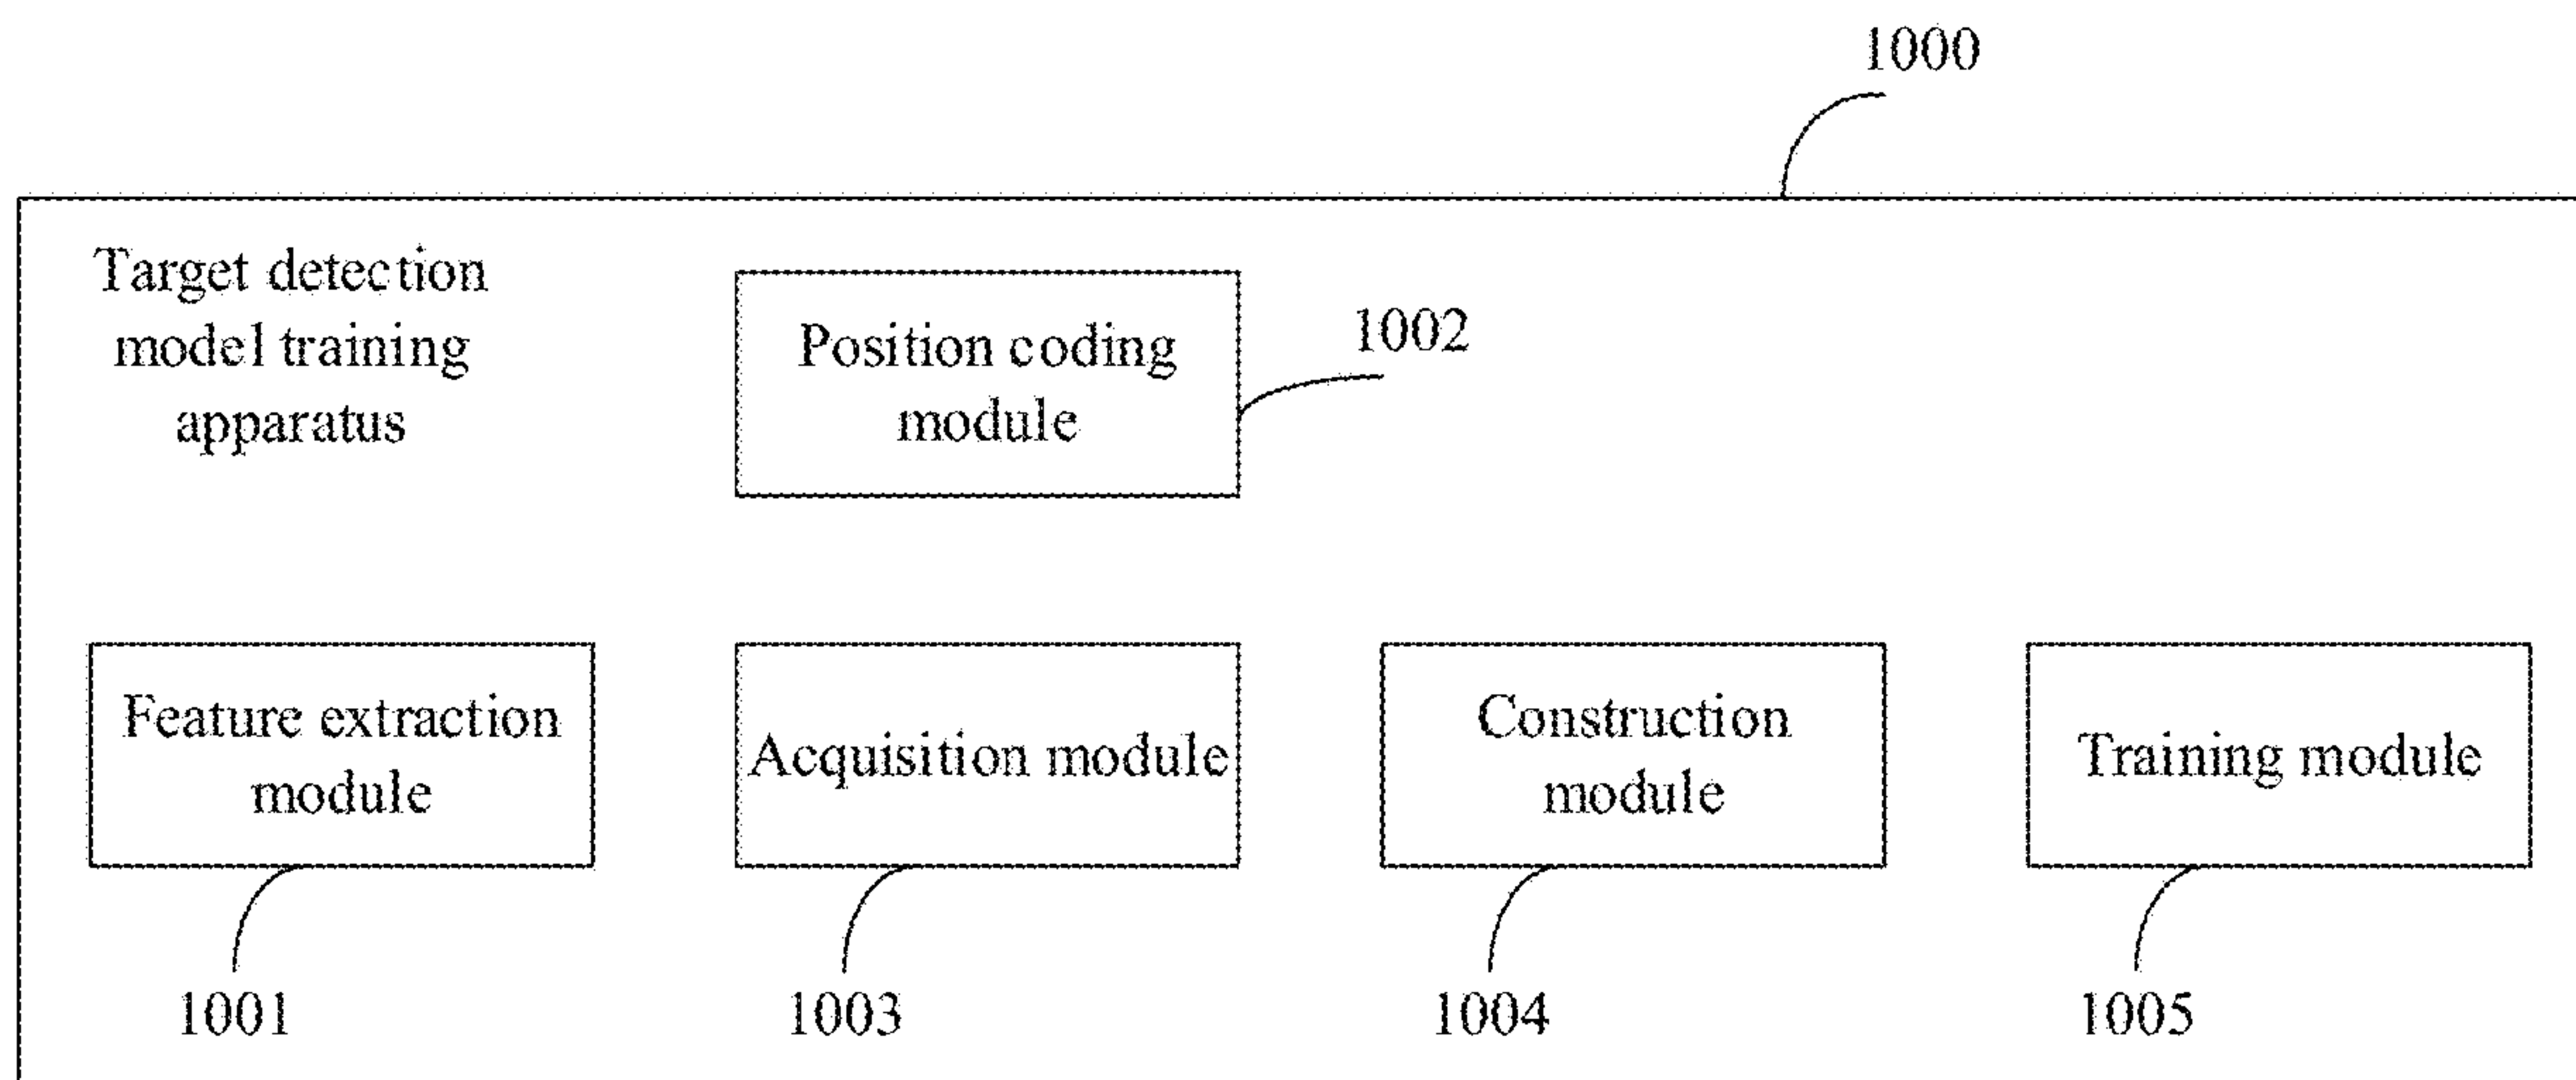 1000
Target detection
model training
apparatus
Position coding
module
1002
Feature extraction
module
Acquisition module
Construction
module
Training module
1001
1003
1004
1005